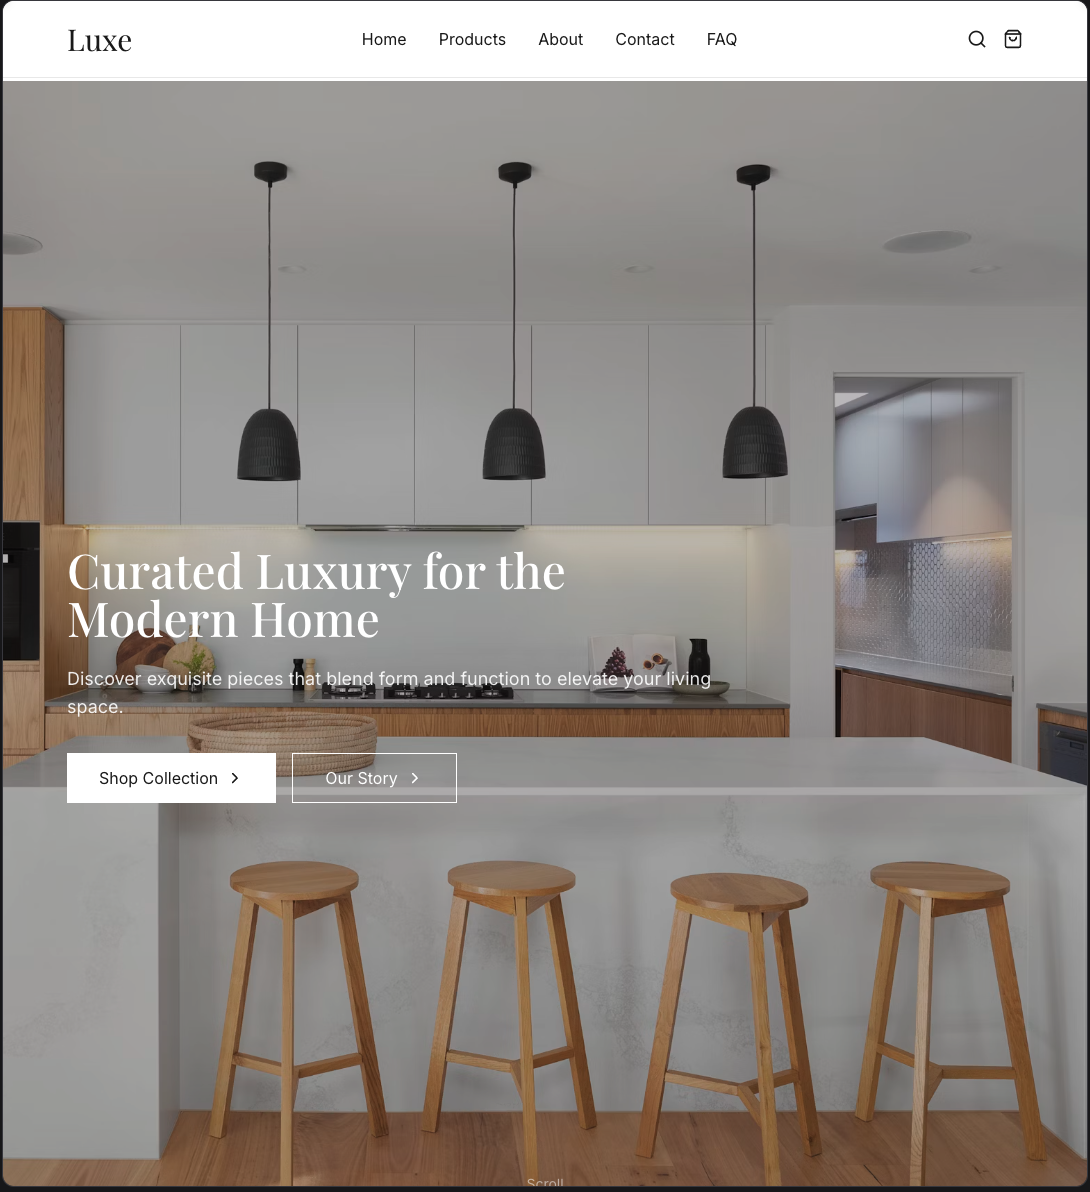 Luxe
Home Products About Contact FAQ
Curated Luxury for the
Modern Home
Discover exquisite pieces that blend form and function to elevate your living
space.
Shop Collection
Our Story
Scroll